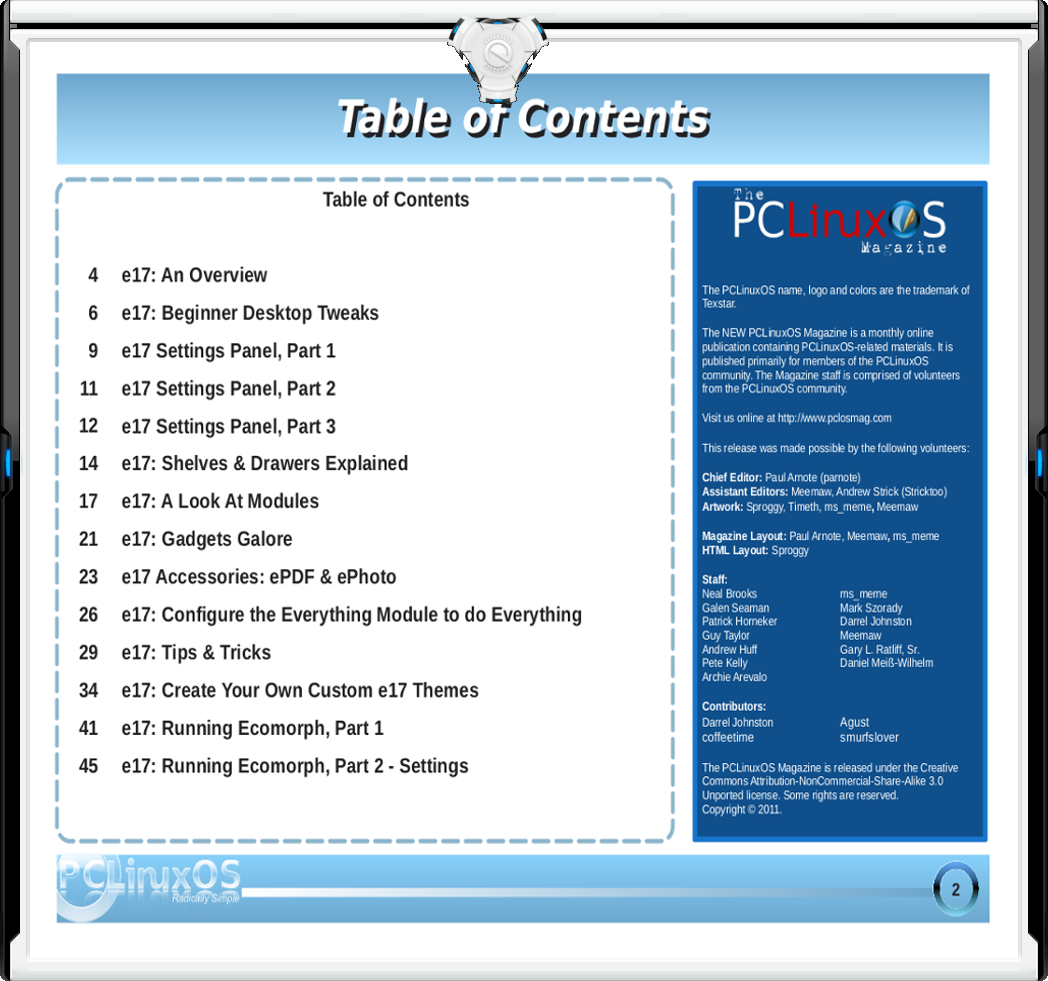 Table of Contents
Table of Contents
4 e17: An Overview
6 e17: Beginner Desktop Tweaks
9 e17 Settings Panel, Part 1
11 e17 Settings Panel, Part 2
12 e17 Settings Panel, Part 3
14 e17: Shelves & Drawers Explained
17 e17: A Look At Modules
21 e17: Gadgets Galore
23 e17 Accessories: ePDF & ePhoto
26 e17: Configure the Everything Module to do Everything
29 e17: Tips & Tricks
34 e17: Create Your Own Custom e17 Themes
41 e17: Running Ecomorph, Part 1
45 e17: Running Ecomorph, Part 2 - Settings
The
PCLinuxOS
Magazine
The PCLinuxOS name, logo and colors are the trademark of
Texstar.
The NEW PCLinuxOS Magazine is a monthly online
publication containing PCLinuxOS-related materials. It is
published primarily for members of the PCLinuxOS
community. The Magazine staff is comprised of volunteers
from the PCLinuxOS community.
Visit us online at http://www.pclosmag.com
This release was made possible by the following volunteers:
Chief Editor: Paul Arnote (parnote)
Assistant Editors: Meemaw, Andrew Strick (Stricktoo)
Artwork: Sproggy, Timeth, ms_meme, Meemaw
Magazine Layout: Paul Arnote, Meemaw, ms_meme
HTML Layout: Sproggy
Staff:
Neal Brooks ms_meme
Galen Seaman Mark Szorady
Patrick Horneker Darrel Johnston
Guy Taylor Meemaw
Andrew Huff Gary L. Ratliff, Sr.
Pete Kelly Daniel Meiß-Wilhelm
Archie Arevalo
Contributors:
Darrel Johnston Agust
coffeetime smurfslover
The PCLinuxOS Magazine is released under the Creative
Commons Attribution-NonCommercial-Share-Alike 3.0
Unported license. Some rights are reserved.
Copyright © 2011.
PCLinuxOS
Radically Simple
2